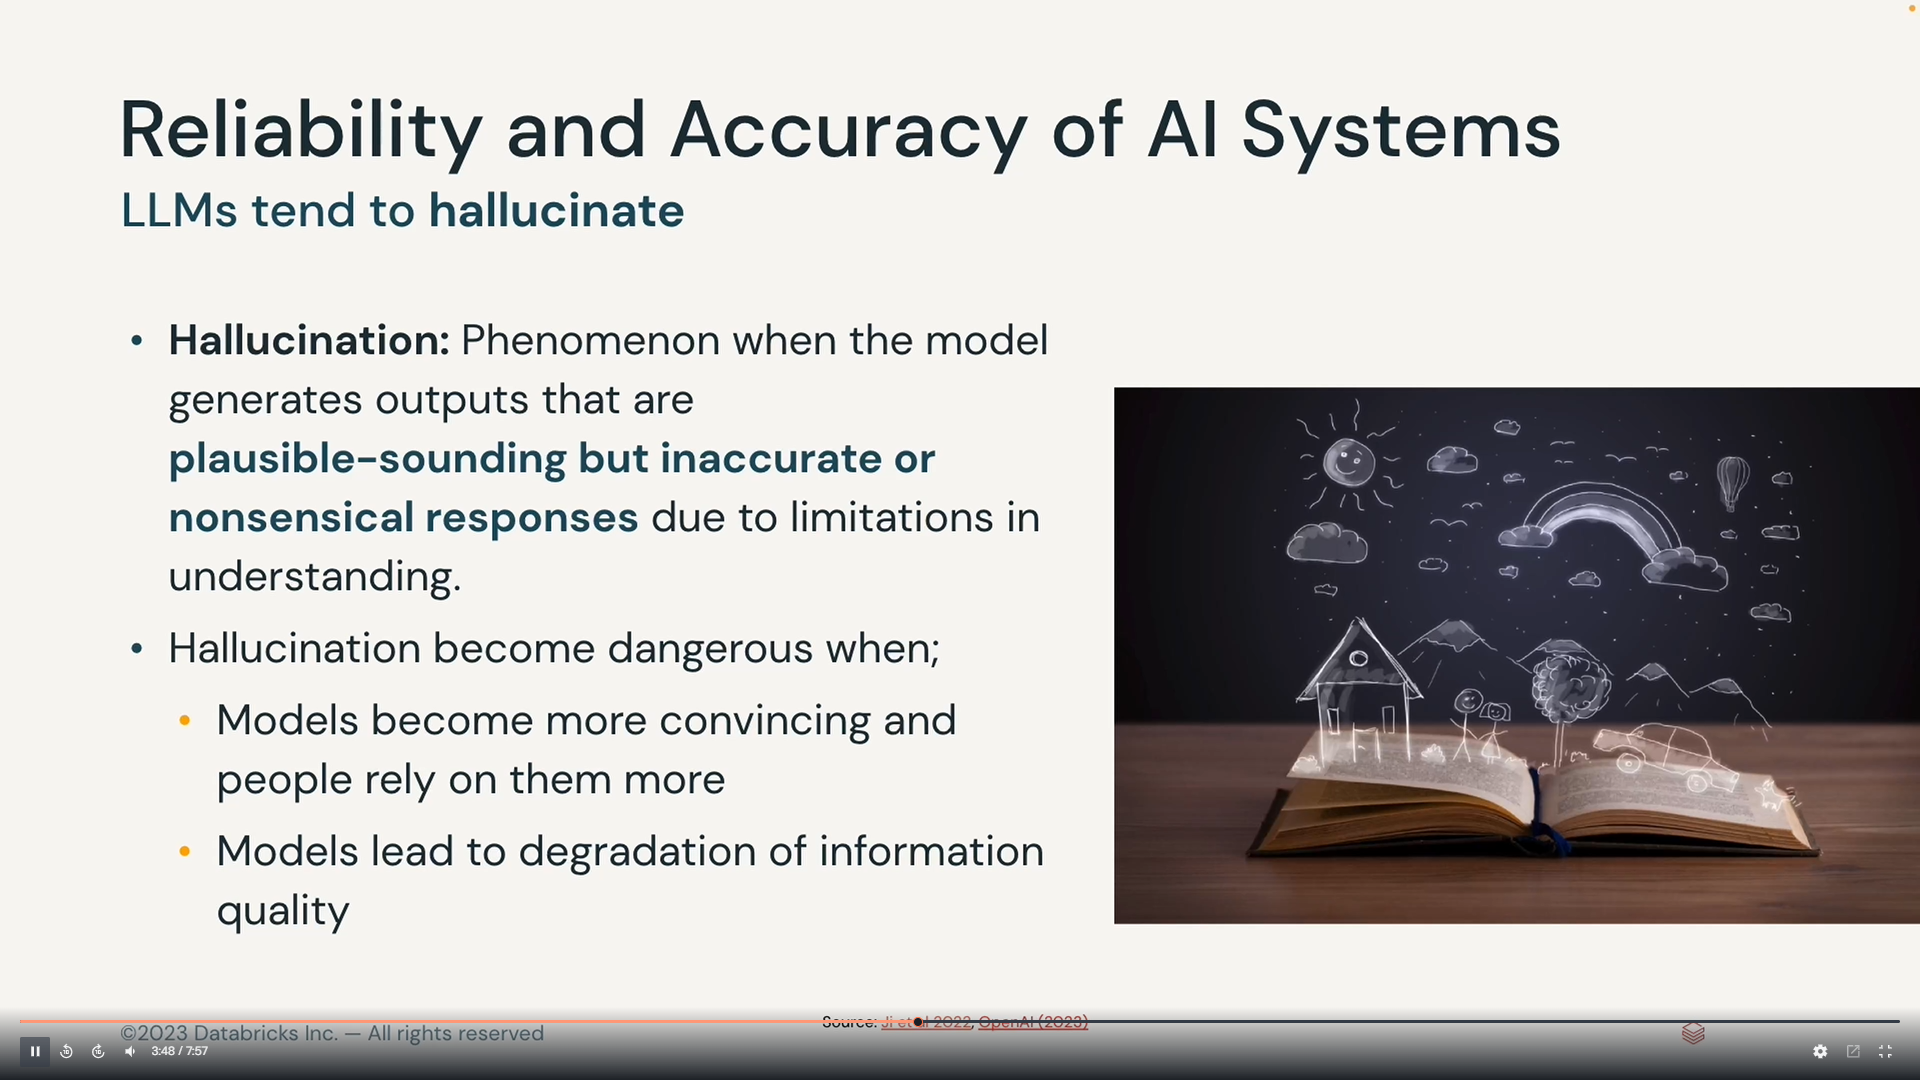 Reliability and Accuracy of AI Systems
LLMs tend to hallucinate
• Hallucination: Phenomenon when the model
generates outputs that are
plausible-sounding but inaccurate or
nonsensical responses due to limitations in
understanding.
• Hallucination become dangerous when;
• Models become more convincing and
people rely on them more
• Models lead to degradation of information
quality
Source: Ji et al 2022, OpenAI (2023)
©2023 Databricks Inc. — All rights reserved
3:48 / 7:57